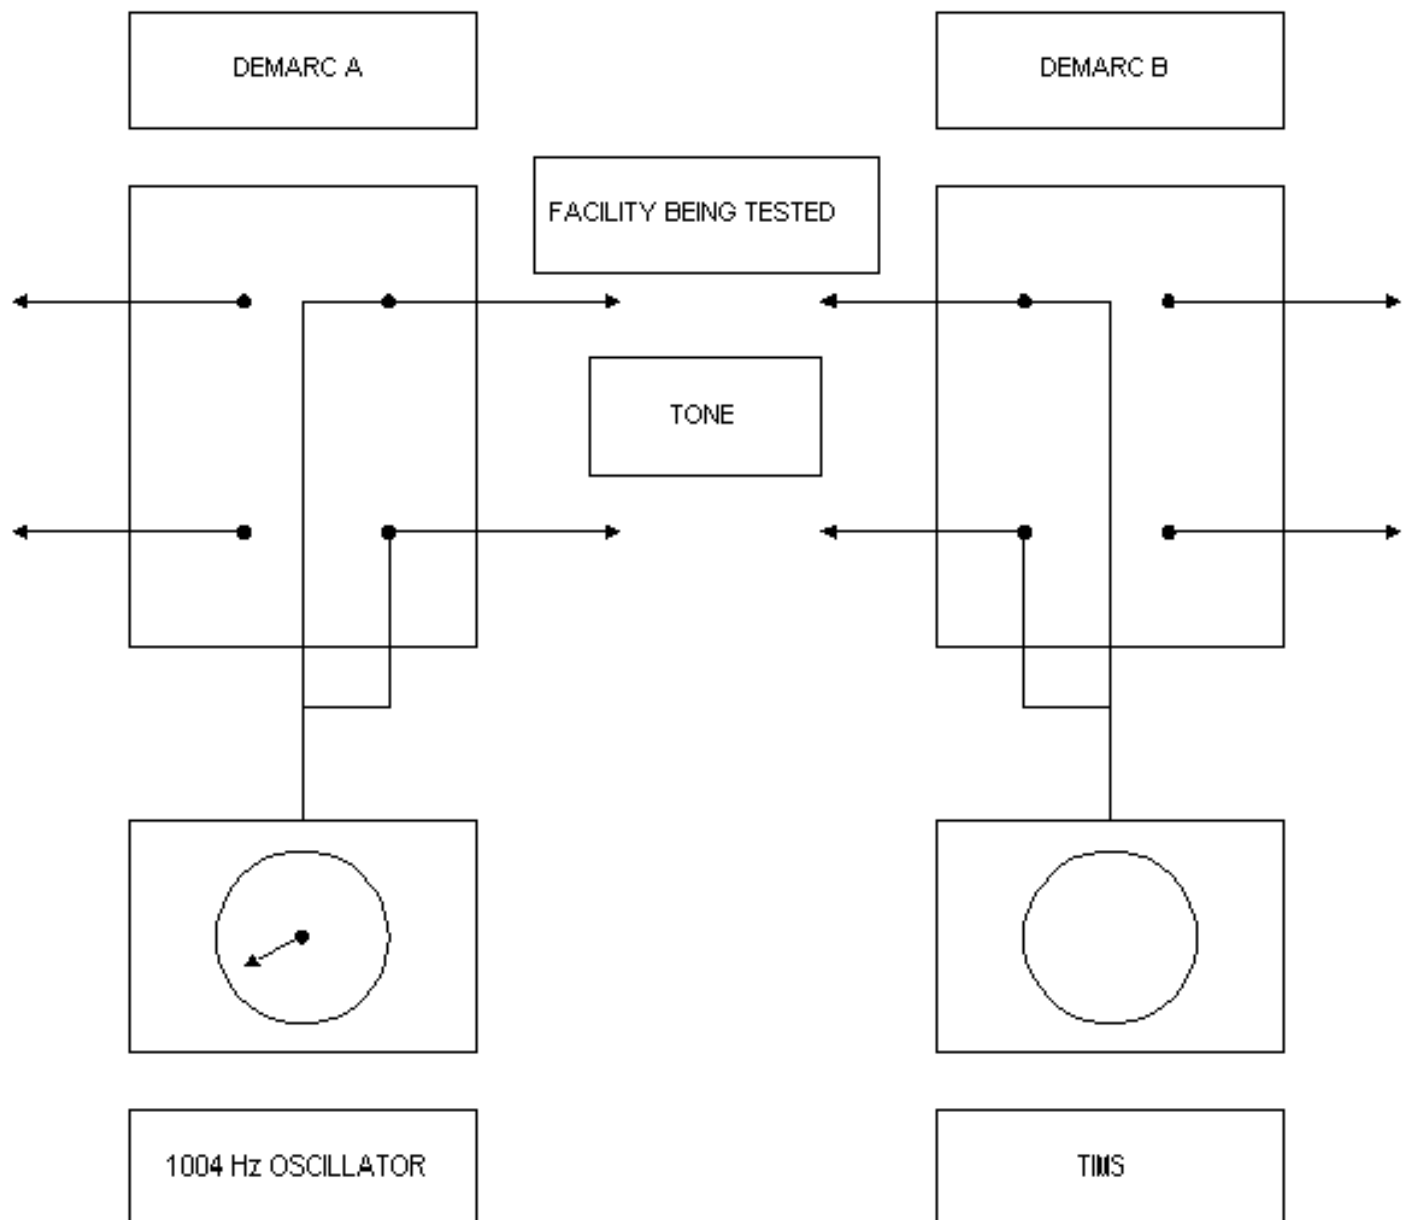 DEMARC A
DEMARC B
FACILITY BEING TESTED
TONE
1004 Hz OSCILLATOR
TIMS